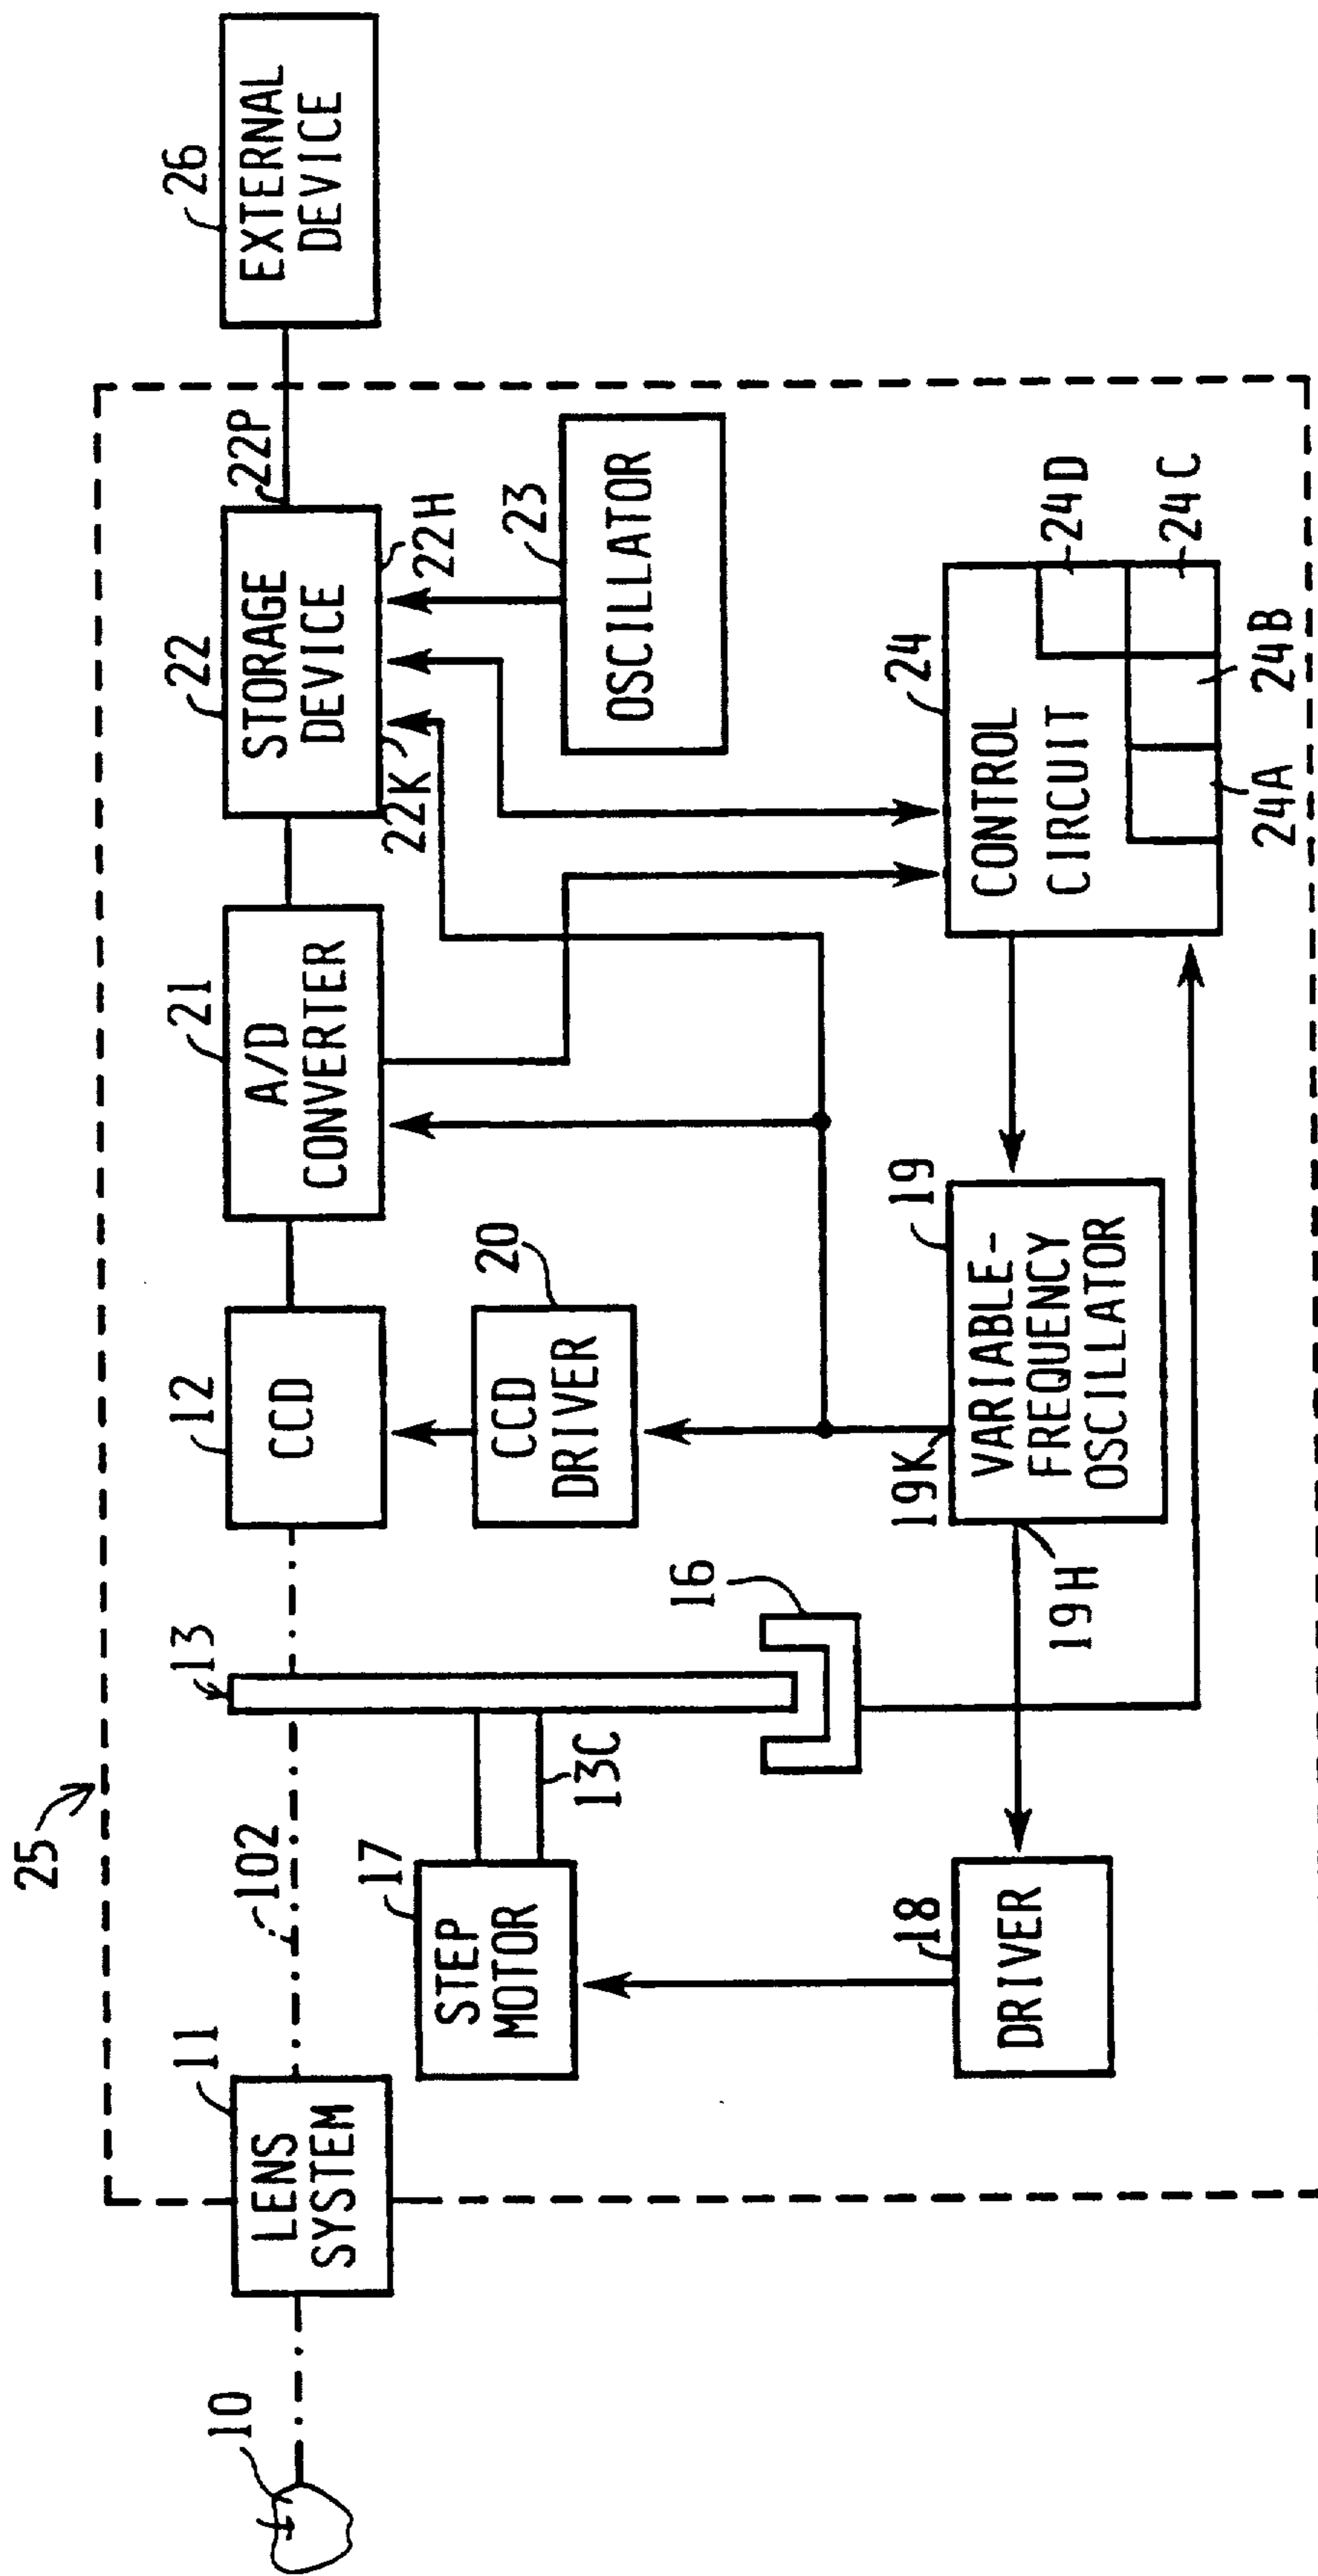 25
10
11
LENS
SYSTEM
102
13
12
CCD
21
A/D
CONVERTER
22
STORAGE
DEVICE
22P
26
EXTERNAL
DEVICE
22K
22H
17
STEP
MOTOR
13C
16
20
CCD
DRIVER
23
OSCILLATOR
18
DRIVER
19H
19K
19
VARIABLE-
FREQUENCY
OSCILLATOR
24
CONTROL
CIRCUIT
24D
24C
24A
24B